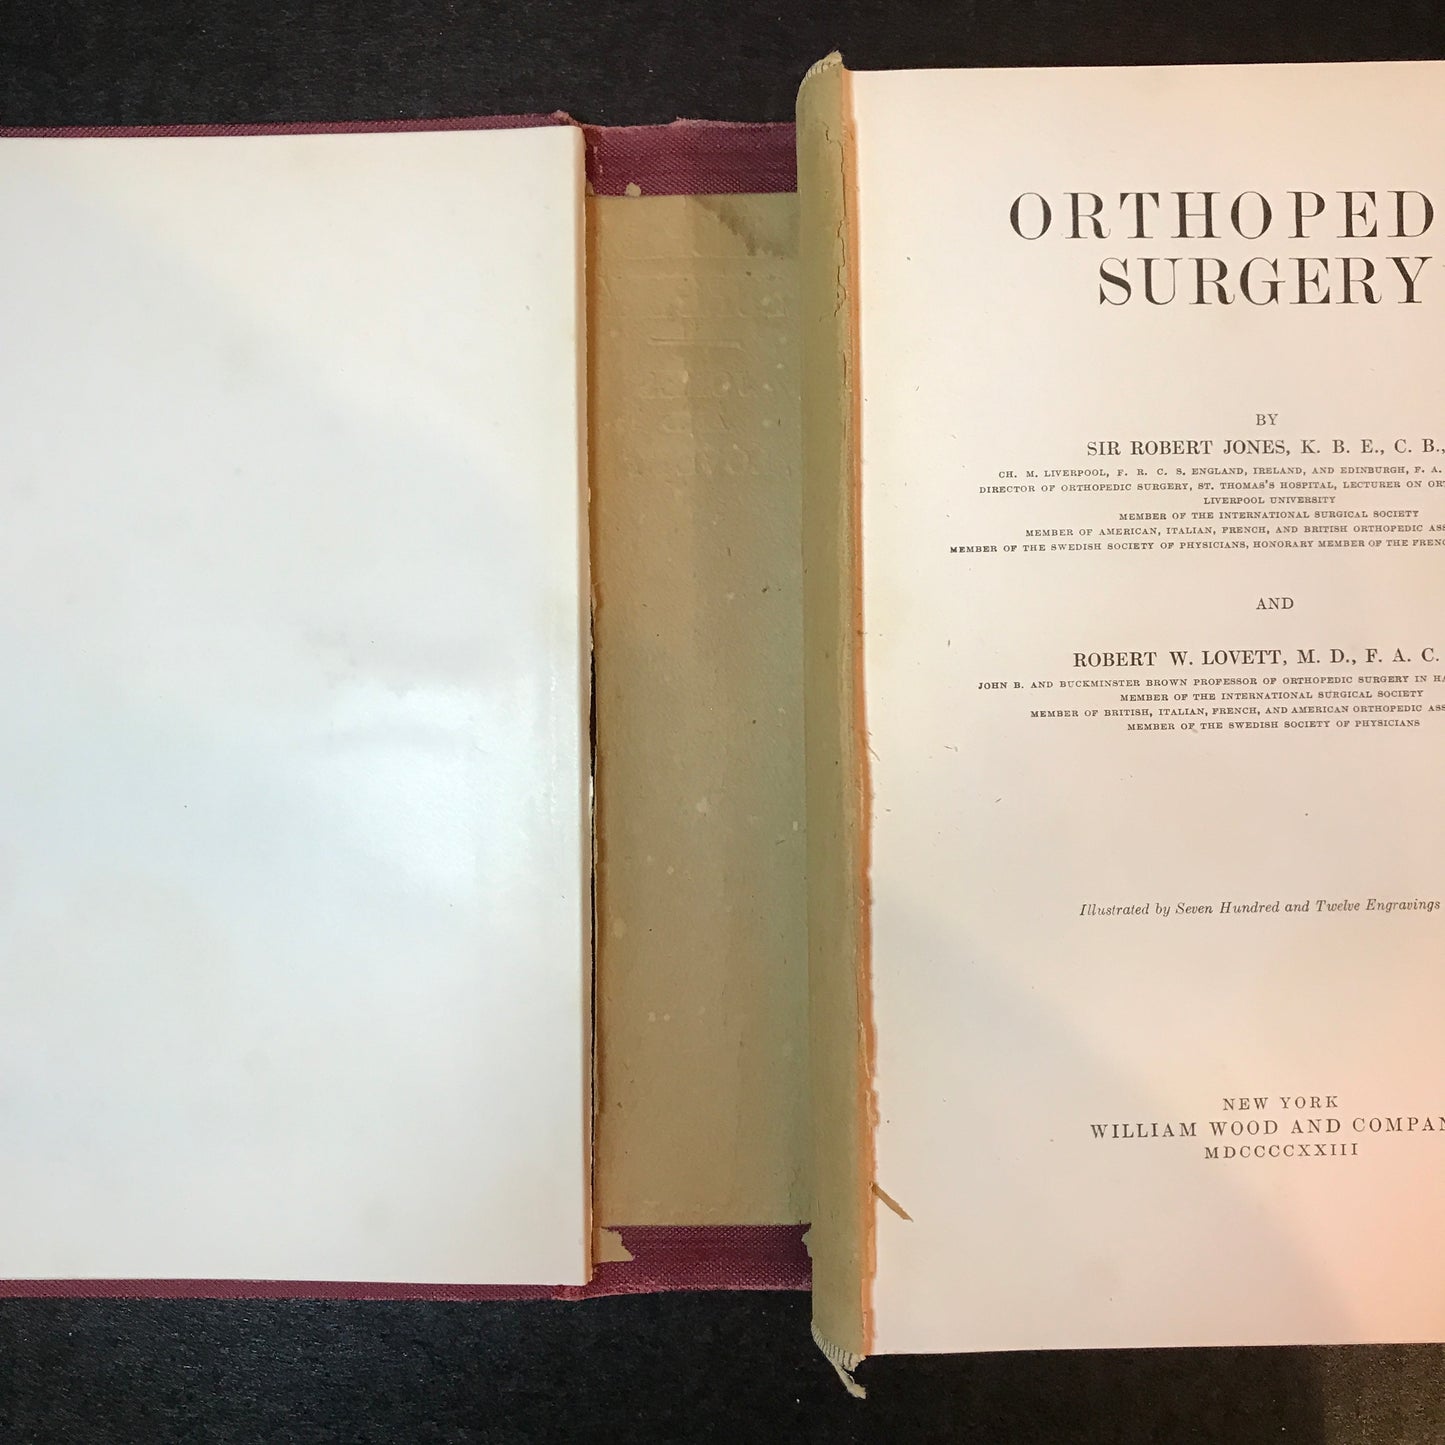 ORTHOPED
SURGERY
BY
SIR ROBERT JONES, K. B. E., C. B.,
CH. M. LIVERPOOL, F. R. C. S. ENGLAND, IRELAND, AND EDINBURGH, F. A.
DIRECTOR OF ORTHOPEDIC SURGERY, ST. THOMAS'S HOSPITAL, LECTURER ON ORT
LIVERPOOL UNIVERSITY
MEMBER OF THE INTERNATIONAL SURGICAL SOCIETY
MEMBER OF AMERICAN, ITALIAN, FRENCH, AND BRITISH ORTHOPEDIC ASS
MEMBER OF THE SWEDISH SOCIETY OF PHYSICIANS, HONORARY MEMBER OF THE FRENC
AND
ROBERT W. LOVETT, M. D., F. A. C.
JOHN B. AND BUCKMINSTER BROWN PROFESSOR OF ORTHOPEDIC SURGERY IN HA
MEMBER OF THE INTERNATIONAL SURGICAL SOCIETY
MEMBER OF BRITISH, ITALIAN, FRENCH, AND AMERICAN ORTHOPEDIC ASS
MEMBER OF THE SWEDISH SOCIETY OF PHYSICIANS
Illustrated by Seven Hundred and Twelve Engravings
NEW YORK
WILLIAM WOOD AND COMPAN
MDCCCCXXIII